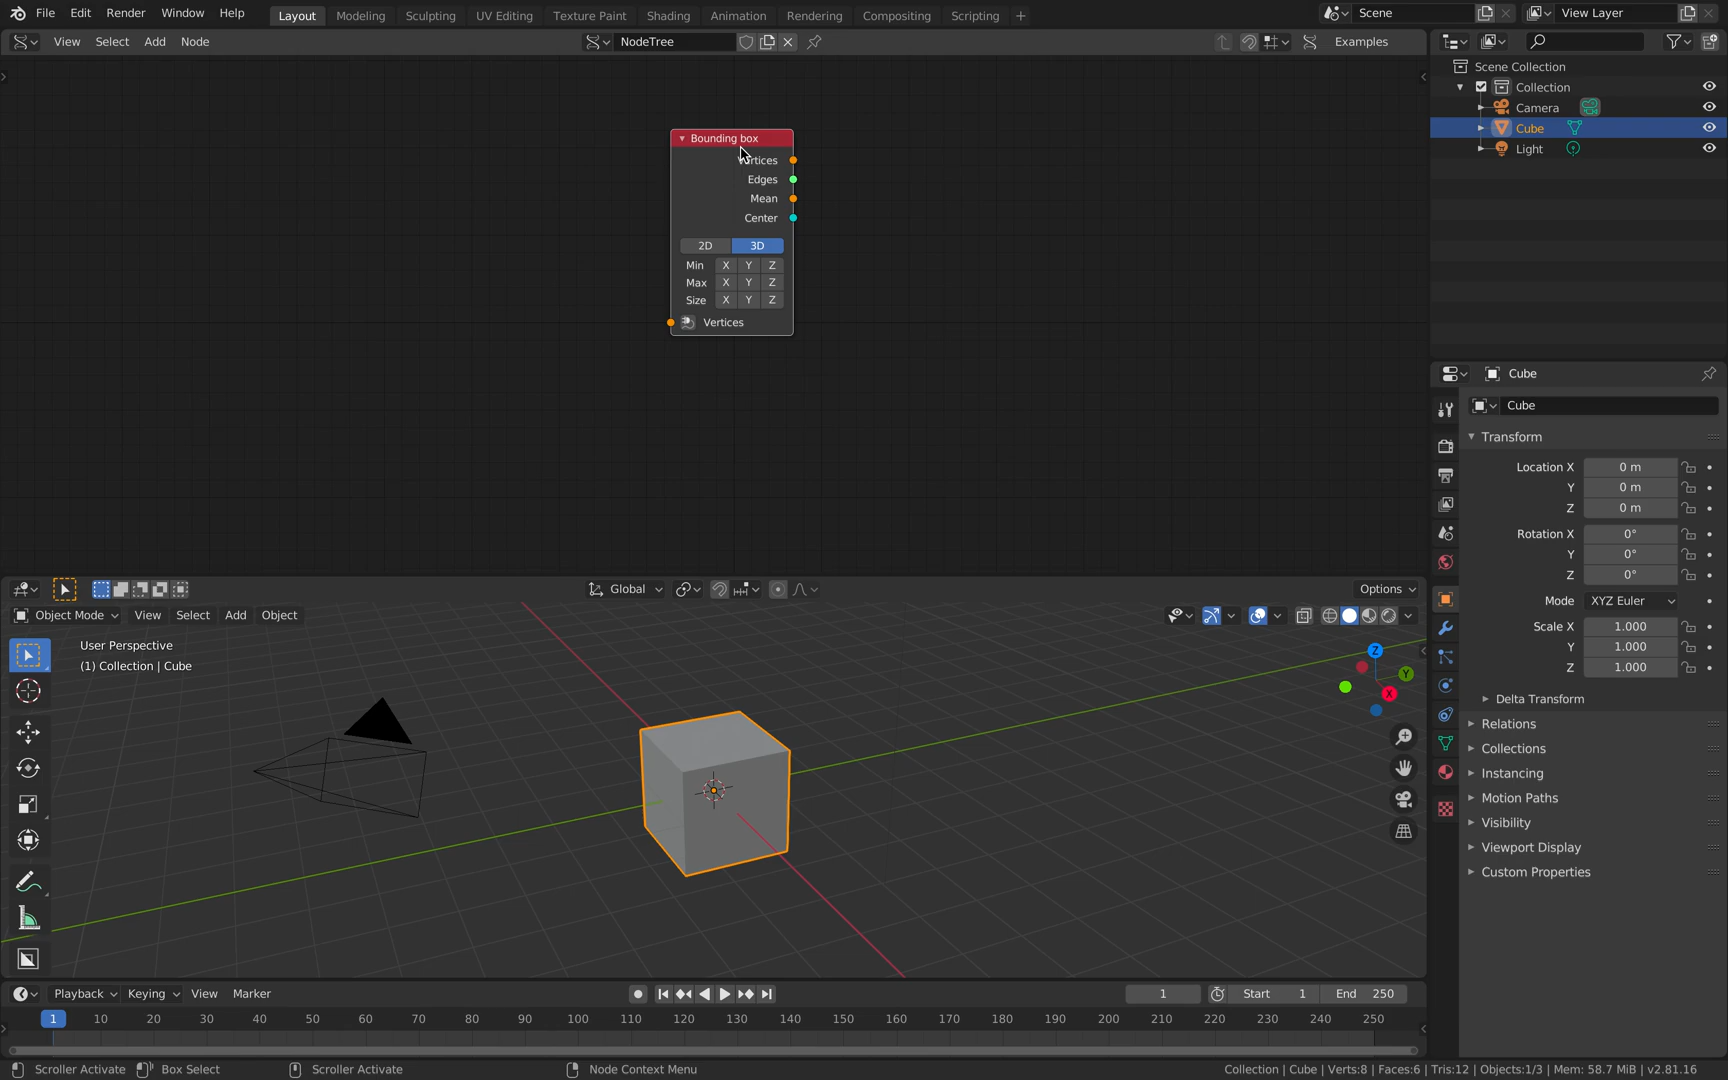 File Edit Render Window Help Layout Modeling Sculpting UV Editing Texture Paint Shading Animation Rendering Compositing Scripting + Scene View Layer
View Select Add Node NodeTree Examples
Scene Collection
Collection
Camera
Cube
Light
Bounding box
Edges
Mean
Center
2D 3D
Min X Y Z
Max X Y Z
Size X Y Z
Vertices
Cube
Cube
Transform
Location X 0 m
Y 0 m
Z 0 m
Rotation X 0°
Y 0°
Z 0°
Mode XYZ Euler
Scale X 1.000
Y 1.000
Z 1.000
Delta Transform
Relations
Collections
Instancing
Motion Paths
Visibility
Viewport Display
Custom Properties
Global Options
Object Mode View Select Add Object
User Perspective
(1) Collection | Cube
Z
Y
X
Playback Keying View Marker 1 Start 1 End 250
1 10 20 30 40 50 60 70 80 90 100 110 120 130 140 150 160 170 180 190 200 210 220 230 240 250
Scroller Activate Box Select Scroller Activate Node Context Menu Collection | Cube | Verts:8 | Faces:6 | Tris:12 | Objects:1/3 | Mem: 58.7 MiB | v2.81.16